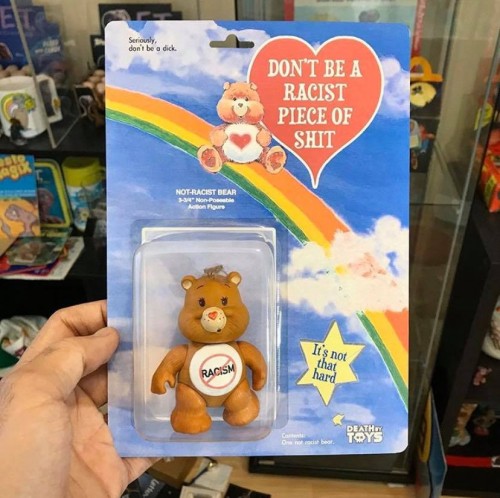 Seriously,
don't be a dick.
DON'T BE A
RACIST
PIECE OF
SHIT
NOT-RACIST BEAR
3-3/4" Non-Poseable
Action Figure
RACISM
It's not
that
hard
Contents:
One not racist bear.
DEATH BY
TOYS